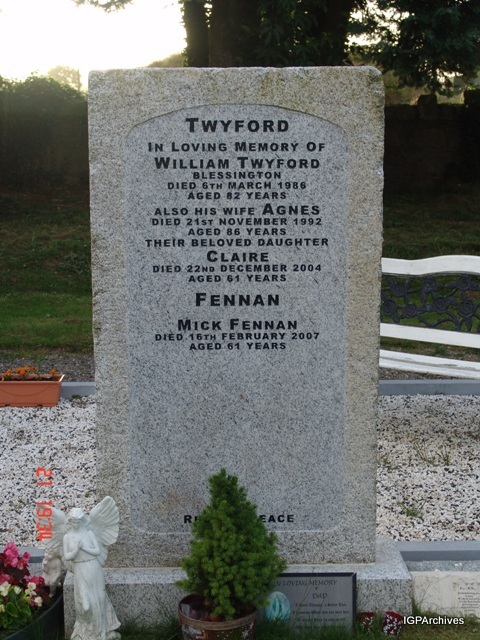 TWYFORD
IN LOVING MEMORY OF
WILLIAM TWYFORD
BLESSINGTON
DIED 6TH MARCH 1986
AGED 82 YEARS
ALSO HIS WIFE AGNES
DIED 21ST NOVEMBER 1992
AGED 86 YEARS
THEIR BELOVED DAUGHTER
CLAIRE
DIED 22ND DECEMBER 2004
AGED 61 YEARS
FENNAN
MICK FENNAN
DIED 16TH FEBRUARY 2007
AGED 61 YEARS
PEACE
LOVING MEMORY
DAD
IGPArchives